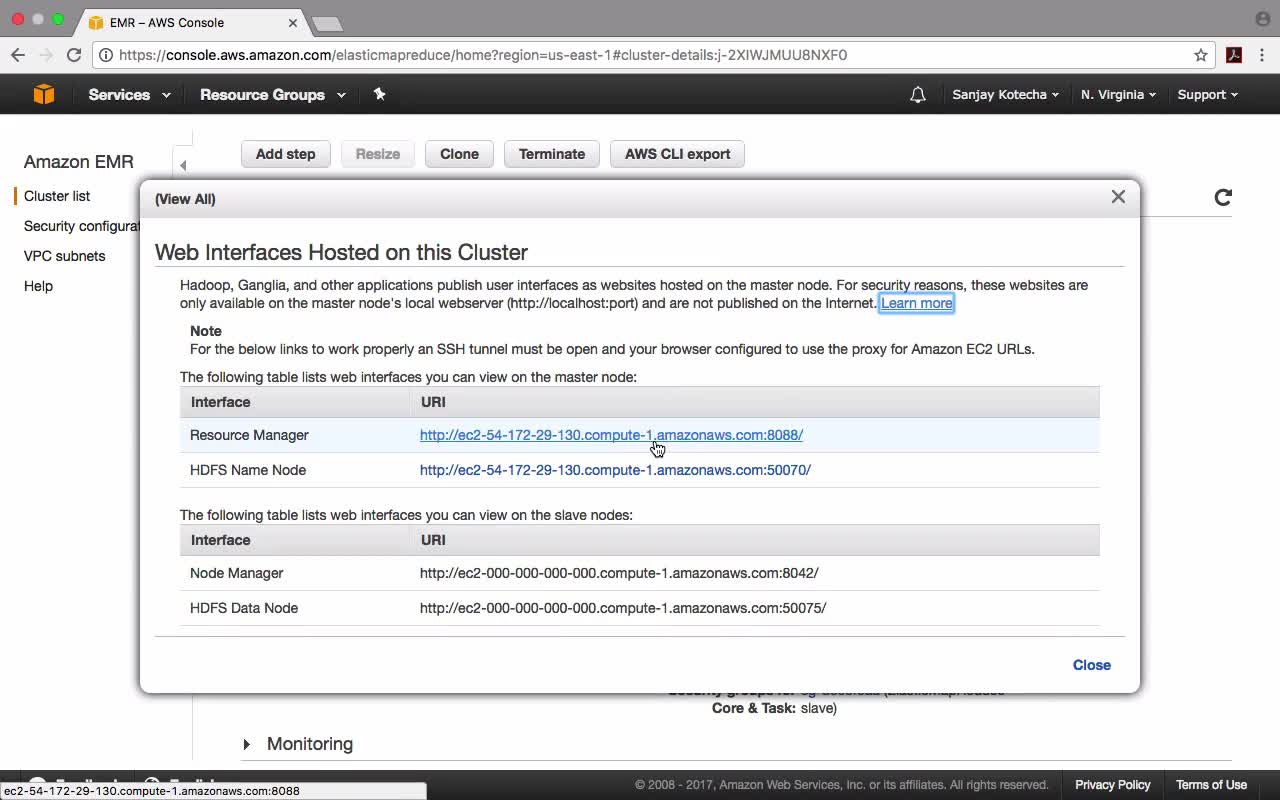 EMR – AWS Console
https://console.aws.amazon.com/elasticmapreduce/home?region=us-east-1#cluster-details:j-2XIWJMUU8NXF0
Services Resource Groups Sanjay Kotecha N. Virginia Support
Add step Resize Clone Terminate AWS CLI export
Amazon EMR
Cluster list
Security configurat
VPC subnets
Help
(View All)
Web Interfaces Hosted on this Cluster
Hadoop, Ganglia, and other applications publish user interfaces as websites hosted on the master node. For security reasons, these websites are
only available on the master node's local webserver (http://localhost:port) and are not published on the Internet. Learn more
Note
For the below links to work properly an SSH tunnel must be open and your browser configured to use the proxy for Amazon EC2 URLs.
The following table lists web interfaces you can view on the master node:
Interface URI
Resource Manager http://ec2-54-172-29-130.compute-1.amazonaws.com:8088/
HDFS Name Node http://ec2-54-172-29-130.compute-1.amazonaws.com:50070/
The following table lists web interfaces you can view on the slave nodes:
Interface URI
Node Manager http://ec2-000-000-000-000.compute-1.amazonaws.com:8042/
HDFS Data Node http://ec2-000-000-000-000.compute-1.amazonaws.com:50075/
Close
Core & Task: slave)
Monitoring
© 2008 - 2017, Amazon Web Services, Inc. or its affiliates. All rights reserved. Privacy Policy Terms of Use
ec2-54-172-29-130.compute-1.amazonaws.com:8088